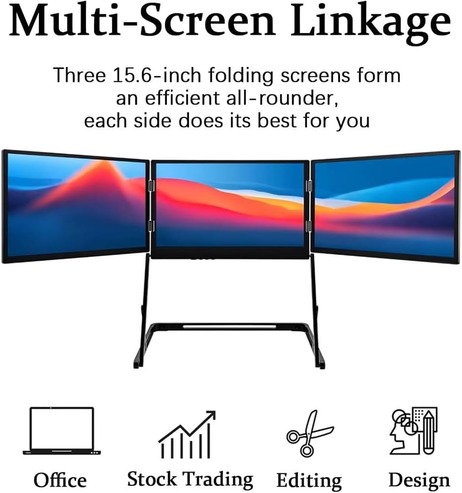 Multi-Screen Linkage
Three 15.6-inch folding screens form
an efficient all-rounder,
each side does its best for you
Office
Stock Trading
Editing
Design